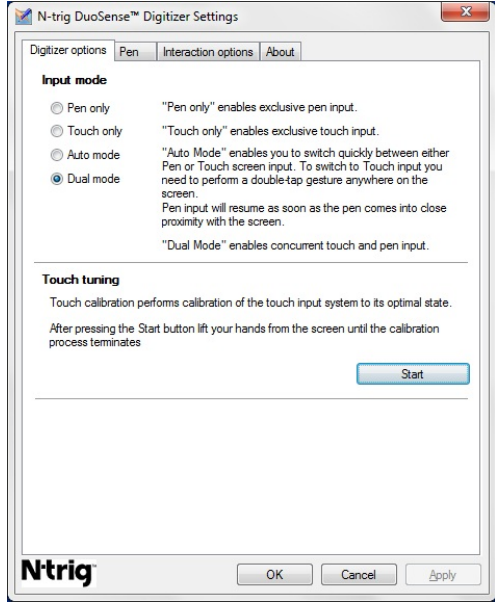 N-trig DuoSense™ Digitizer Settings
Digitizer options Pen Interaction options About
Input mode
Pen only "Pen only" enables exclusive pen input.
Touch only "Touch only" enables exclusive touch input.
Auto mode "Auto Mode" enables you to switch quickly between either
Dual mode Pen or Touch screen input. To switch to Touch input you
need to perform a double-tap gesture anywhere on the
screen.
Pen input will resume as soon as the pen comes into close
proximity with the screen.
"Dual Mode" enables concurrent touch and pen input.
Touch tuning
Touch calibration performs calibration of the touch input system to its optimal state.
After pressing the Start button lift your hands from the screen until the calibration
process terminates
Start
N-trig OK Cancel Apply